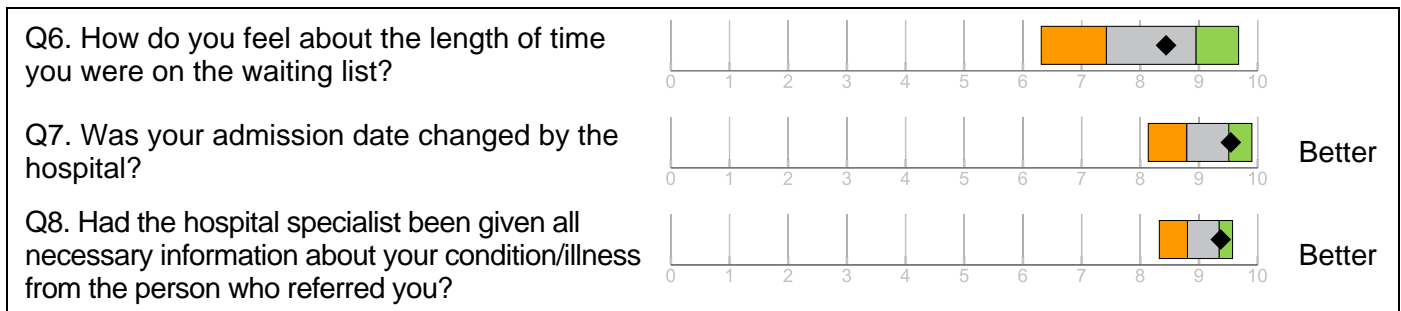 Q6. How do you feel about the length of time
you were on the waiting list?
0 1 2 3 4 5 6 7 8 9 10
Q7. Was your admission date changed by the
hospital?
0 1 2 3 4 5 6 7 8 9 10
Better
Q8. Had the hospital specialist been given all
necessary information about your condition/illness
from the person who referred you?
0 1 2 3 4 5 6 7 8 9 10
Better